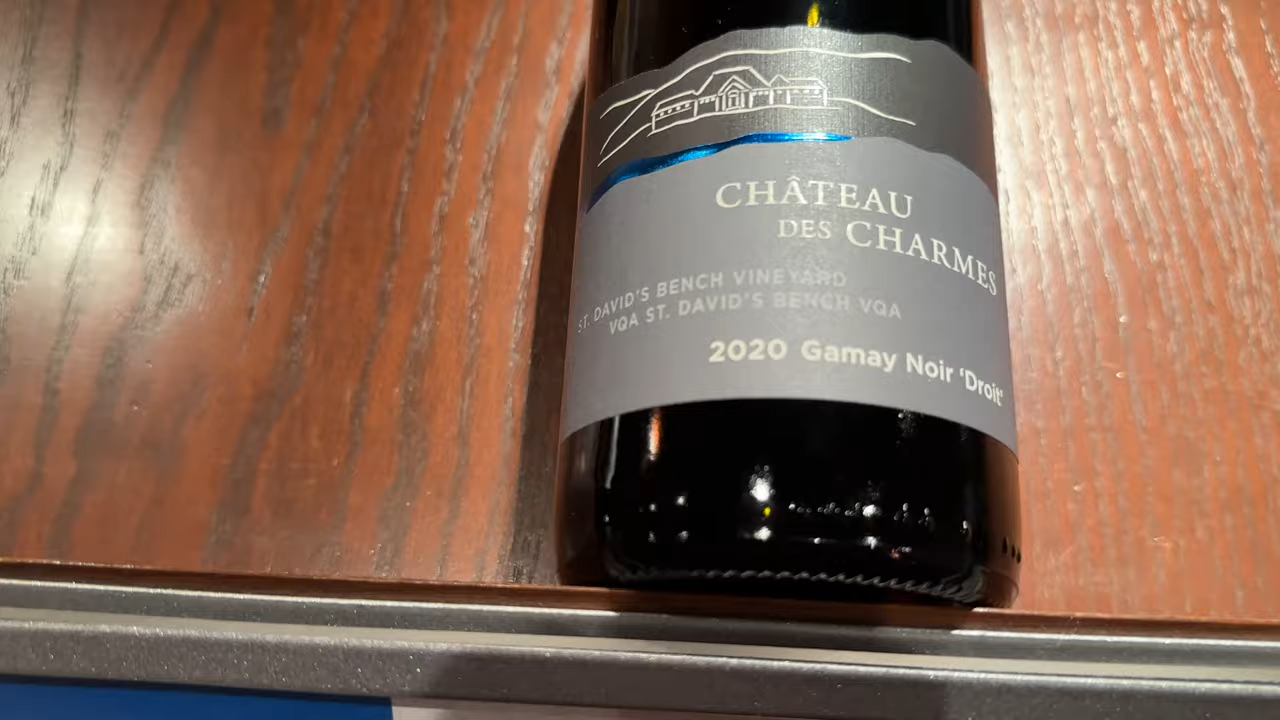 CHÂTEAU
DES CHARMES
ST. DAVID'S BENCH VINEYARD
VQA ST. DAVID'S BENCH VQA
2020 Gamay Noir ‘Droit’